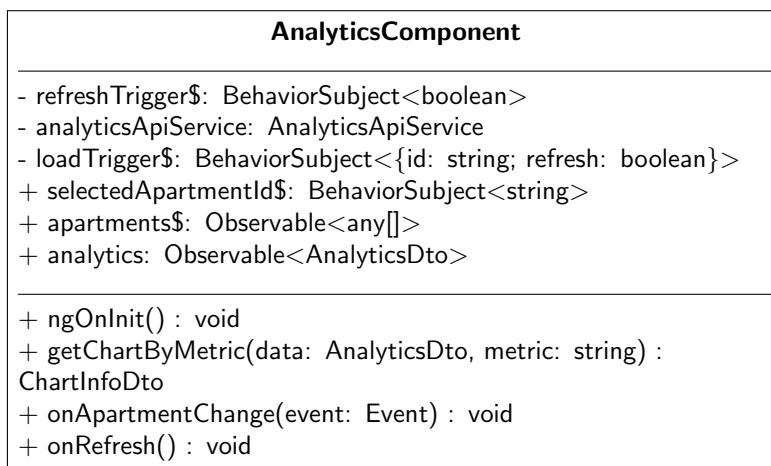 AnalyticsComponent
- refreshTrigger$: BehaviorSubject<boolean>
- analyticsApiService: AnalyticsApiService
- loadTrigger$: BehaviorSubject<{id: string; refresh: boolean}>
+ selectedApartmentId$: BehaviorSubject<string>
+ apartments$: Observable<any[]>
+ analytics: Observable<AnalyticsDto>
+ ngOnInit() : void
+ getChartByMetric(data: AnalyticsDto, metric: string) :
ChartInfoDto
+ onApartmentChange(event: Event) : void
+ onRefresh() : void